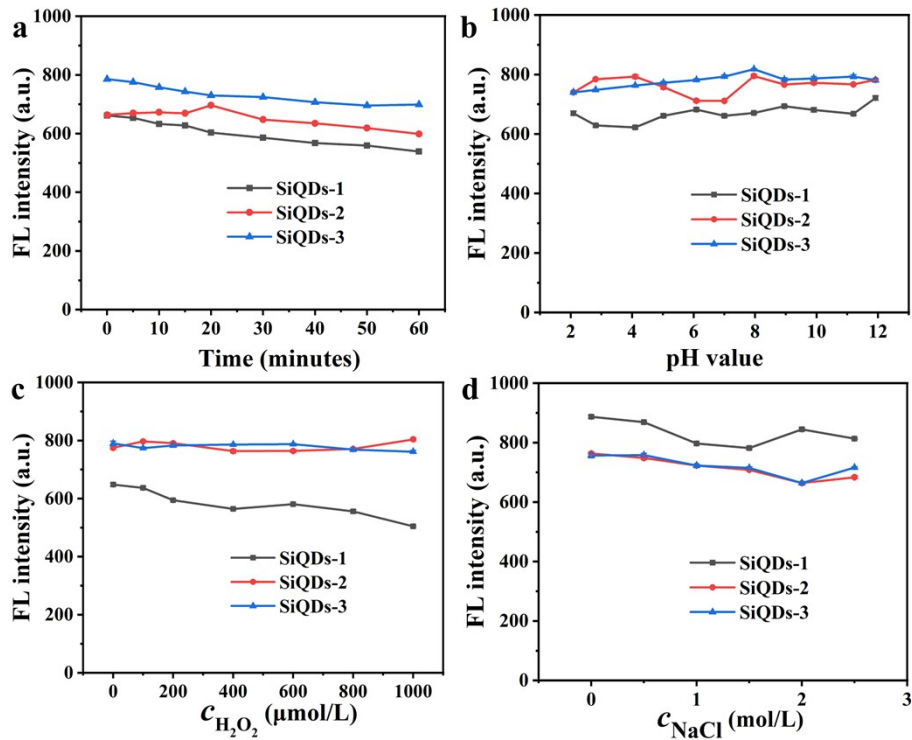 a
1000
800
600
400
200
0
FL intensity (a.u.)
SiQDs-1
SiQDs-2
SiQDs-3
0 10 20 30 40 50 60
Time (minutes)
b
1000
800
600
400
200
0
FL intensity (a.u.)
SiQDs-1
SiQDs-2
SiQDs-3
2 4 6 8 10 12
pH value
c
1000
800
600
400
200
0
FL intensity (a.u.)
SiQDs-1
SiQDs-2
SiQDs-3
0 200 400 600 800 1000
c_H₂O₂ (μmol/L)
d
1000
800
600
400
200
0
FL intensity (a.u.)
SiQDs-1
SiQDs-2
SiQDs-3
0 1 2 3
c_NaCl (mol/L)